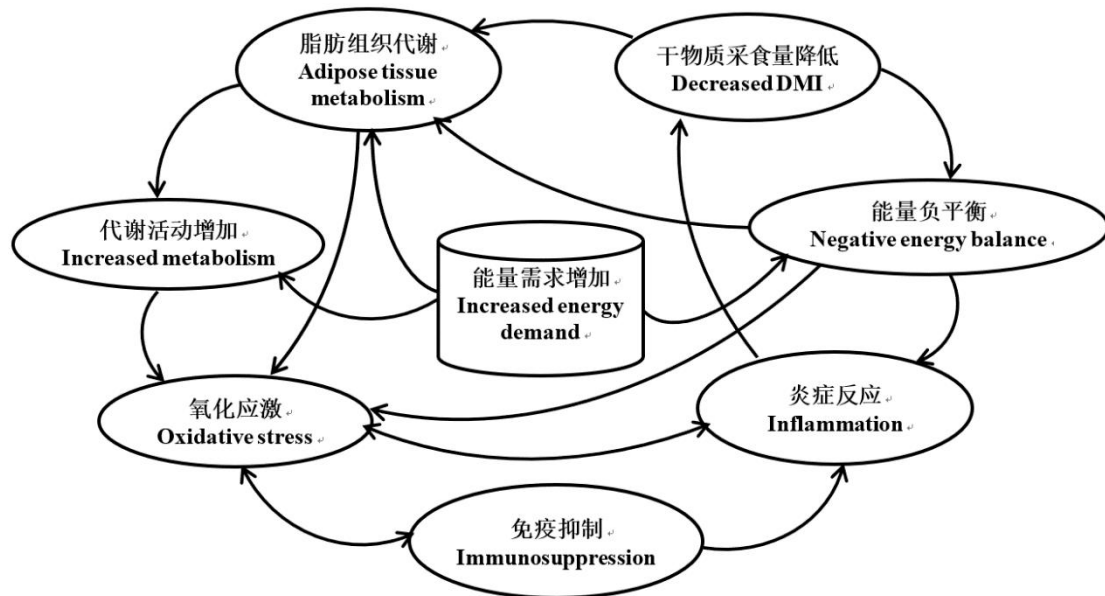 脂肪组织代谢
Adipose tissue
metabolism
干物质采食量降低
Decreased DMI
代谢活动增加
Increased metabolism
能量需求增加
Increased energy
demand
能量负平衡
Negative energy balance
氧化应激
Oxidative stress
炎症反应
Inflammation
免疫抑制
Immunosuppression